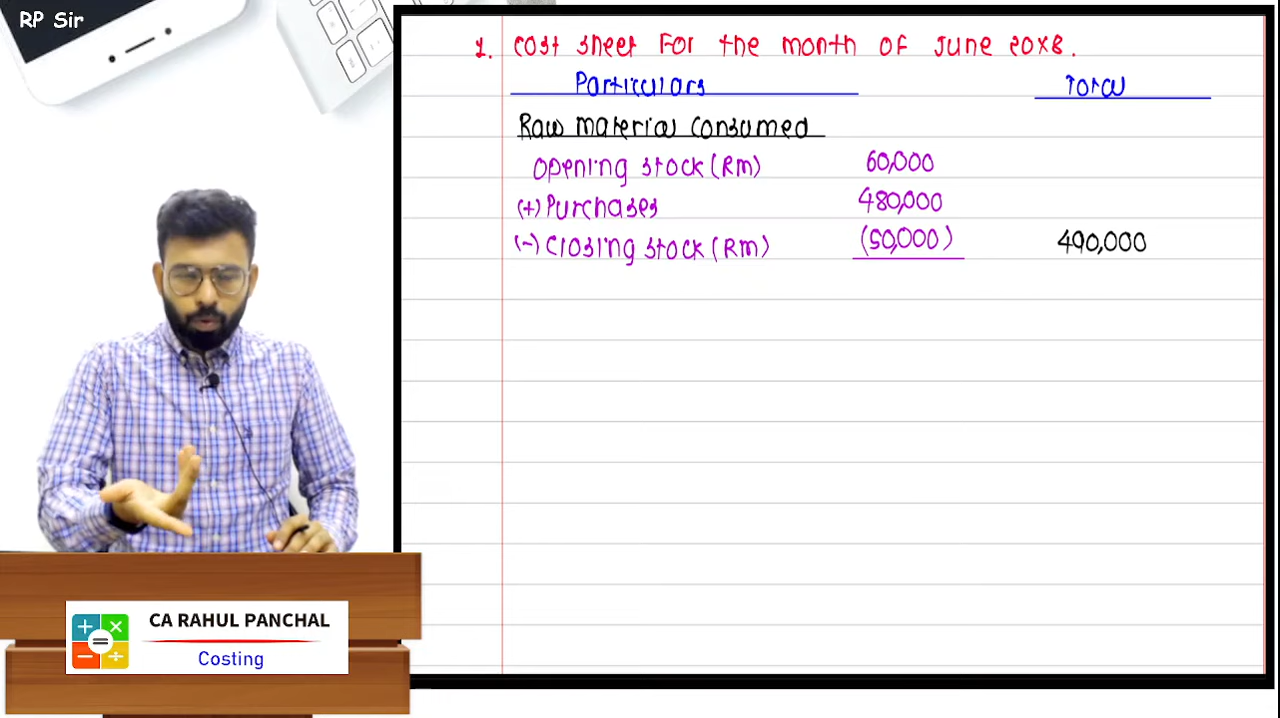 RP Sir
1. Cost sheet For the month of June 20X8.
Particulars Total
Raw material consumed
Opening stock (Rm) 60,000
(+) Purchases 480,000
(-) Closing stock (Rm) (50,000) 490,000
CA RAHUL PANCHAL
Costing